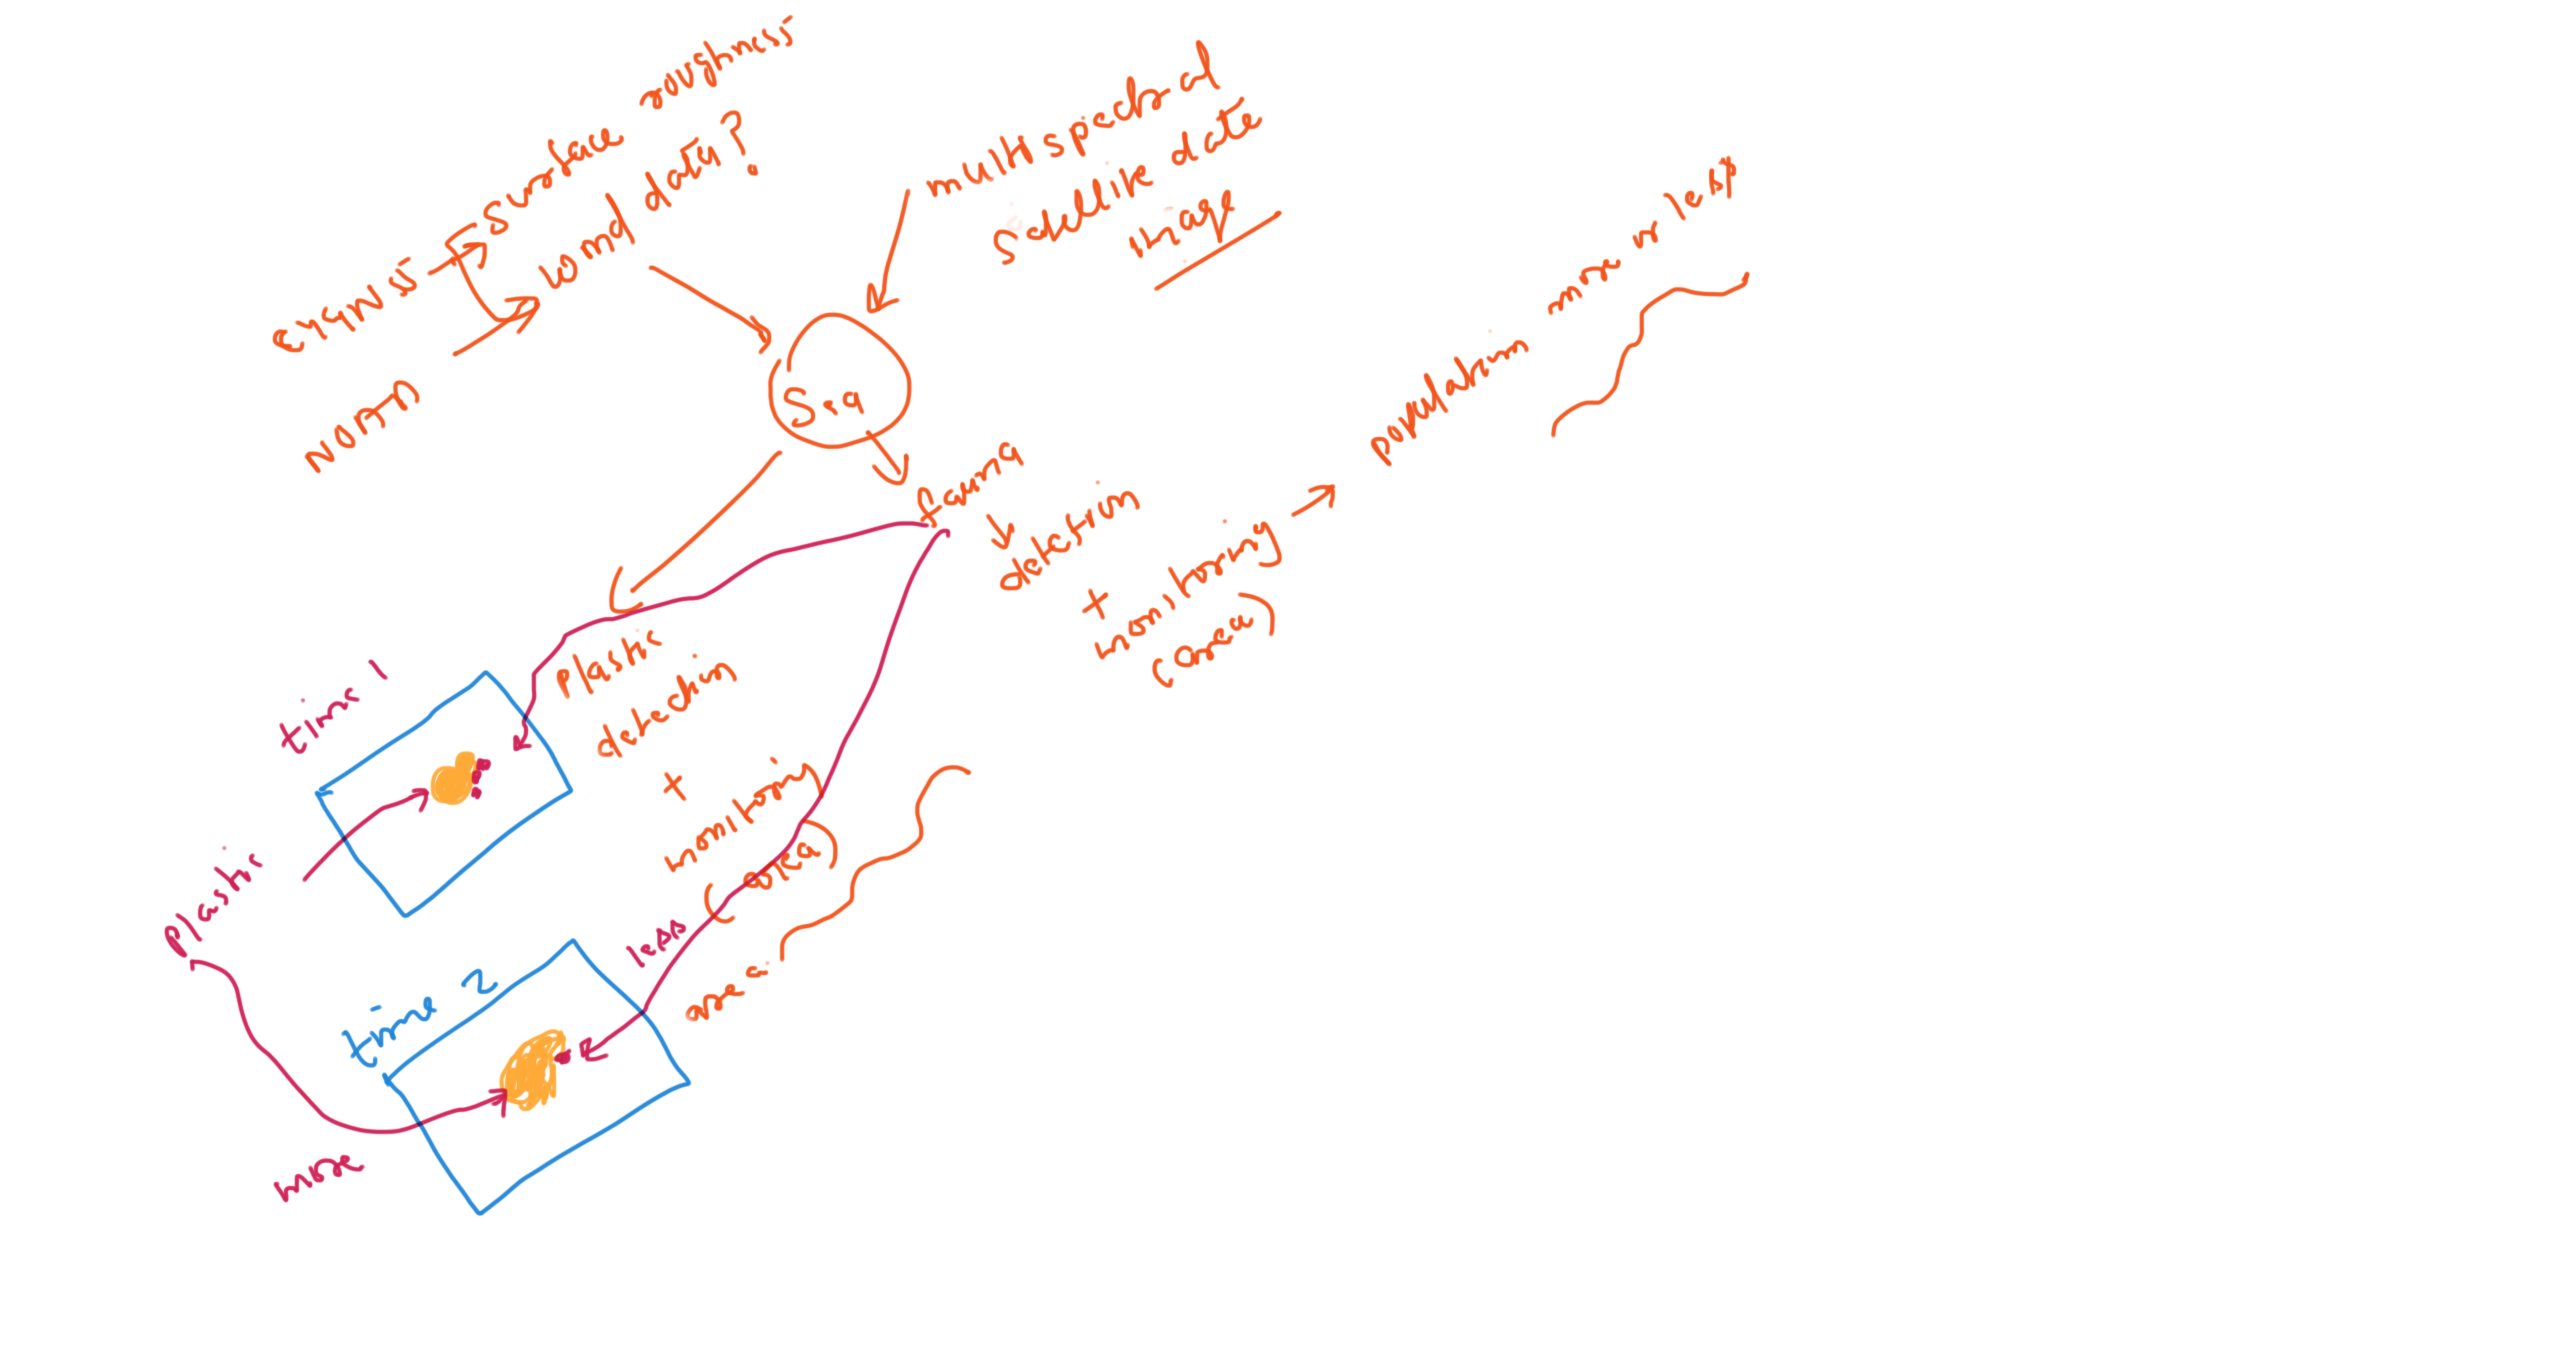 surface roughness
CYGNSS
wind data?
NOAA
multispectral
Satellite data
image
Sea
fauna
detection
+
monitoring
(area)
population more or less
plastic
detection
+
monitoring
(area)
area
time 1
plastic
less
time 2
more